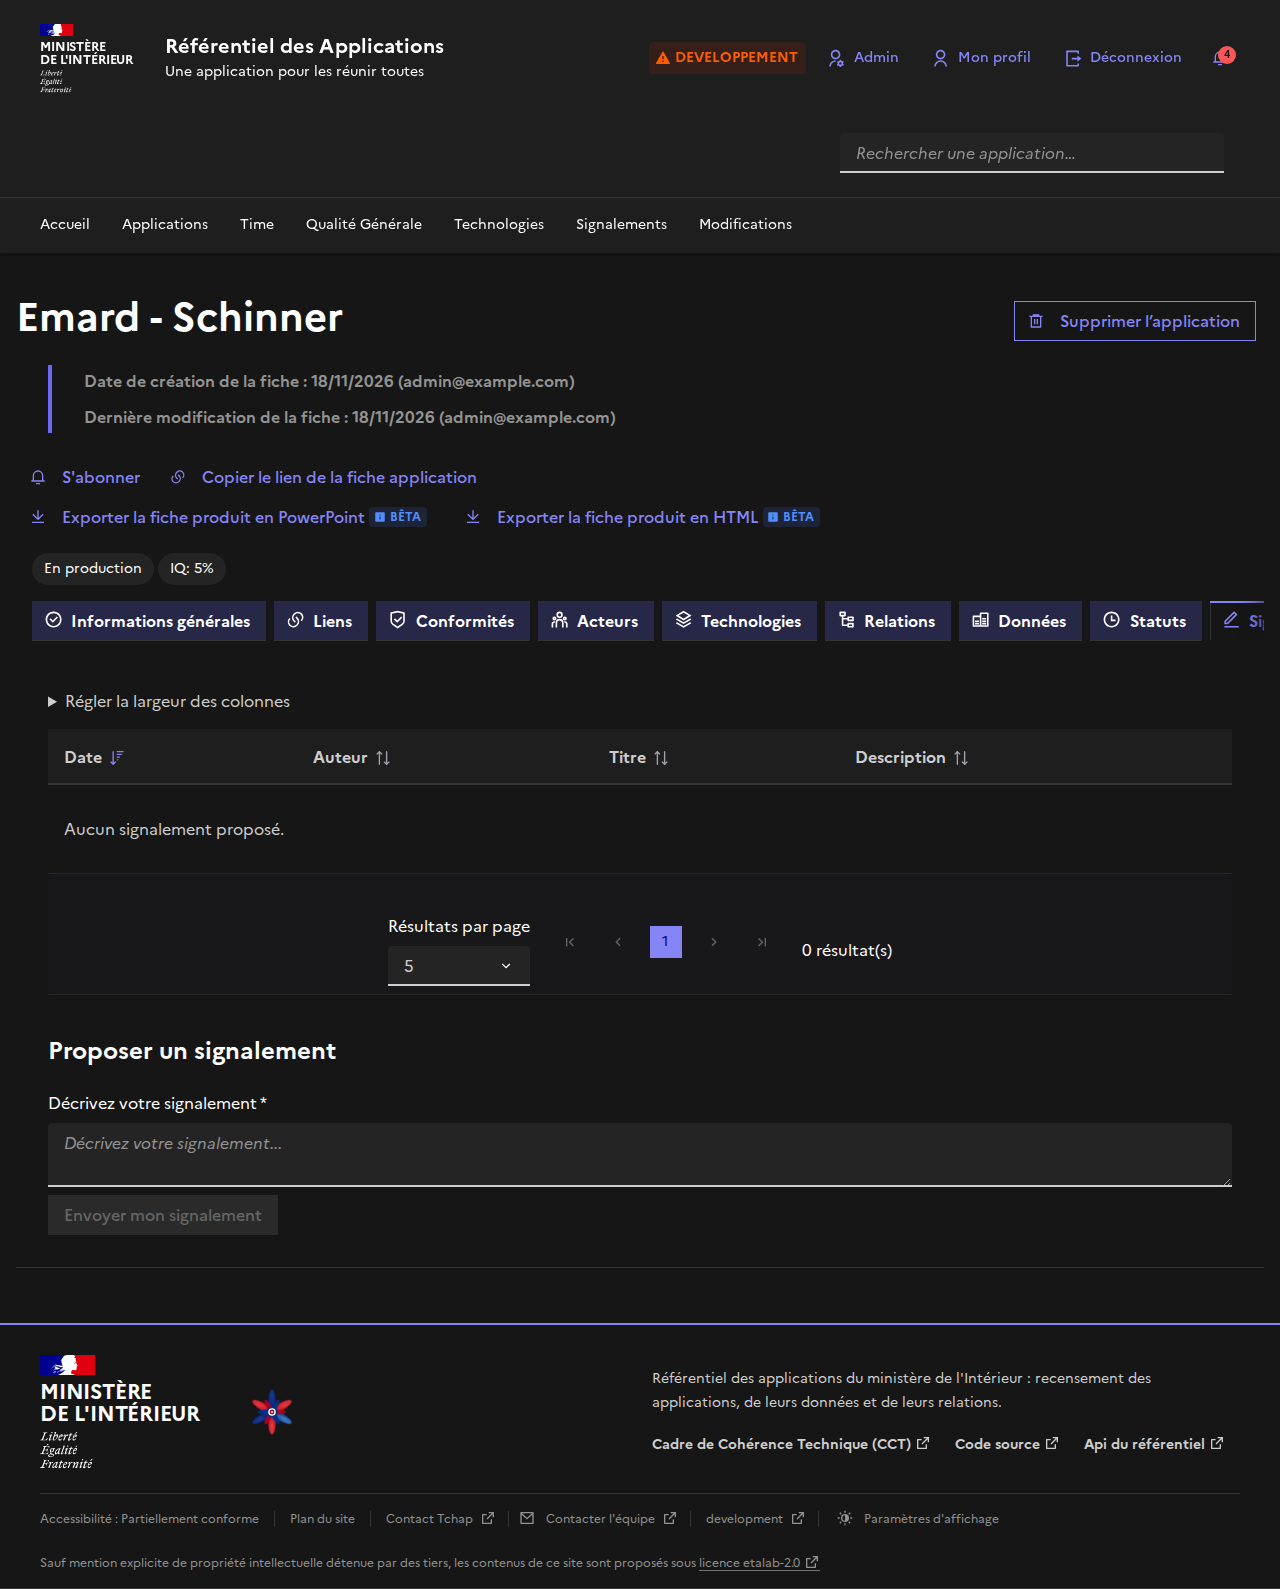 MINISTÈRE
DE L'INTÉRIEUR
Liberté
Égalité
Fraternité
Référentiel des Applications
Une application pour les réunir toutes
DEVELOPPEMENT
Admin
Mon profil
Déconnexion
4
Rechercher une application…
Accueil
Applications
Time
Qualité Générale
Technologies
Signalements
Modifications
Emard - Schinner
Supprimer l’application
Date de création de la fiche : 18/11/2026 (admin@example.com)
Dernière modification de la fiche : 18/11/2026 (admin@example.com)
S'abonner
Copier le lien de la fiche application
Exporter la fiche produit en PowerPoint BÊTA
Exporter la fiche produit en HTML BÊTA
En production
IQ: 5%
Informations générales
Liens
Conformités
Acteurs
Technologies
Relations
Données
Statuts
Régler la largeur des colonnes
Date
Auteur
Titre
Description
Aucun signalement proposé.
Résultats par page
5
1
0 résultat(s)
Proposer un signalement
Décrivez votre signalement *
Décrivez votre signalement...
Envoyer mon signalement
MINISTÈRE
DE L'INTÉRIEUR
Liberté
Égalité
Fraternité
Référentiel des applications du ministère de l'Intérieur : recensement des
applications, de leurs données et de leurs relations.
Cadre de Cohérence Technique (CCT)
Code source
Api du référentiel
Accessibilité : Partiellement conforme
Plan du site
Contact Tchap
Contacter l'équipe
development
Paramètres d'affichage
Sauf mention explicite de propriété intellectuelle détenue par des tiers, les contenus de ce site sont proposés sous licence etalab-2.0